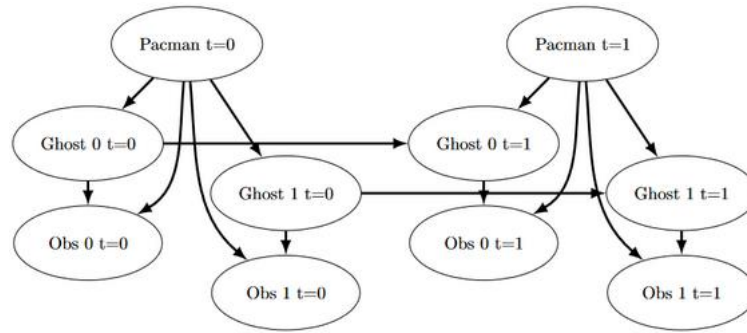 Pacman t=0
Pacman t=1
Ghost 0 t=0
Ghost 0 t=1
Ghost 1 t=0
Ghost 1 t=1
Obs 0 t=0
Obs 0 t=1
Obs 1 t=0
Obs 1 t=1